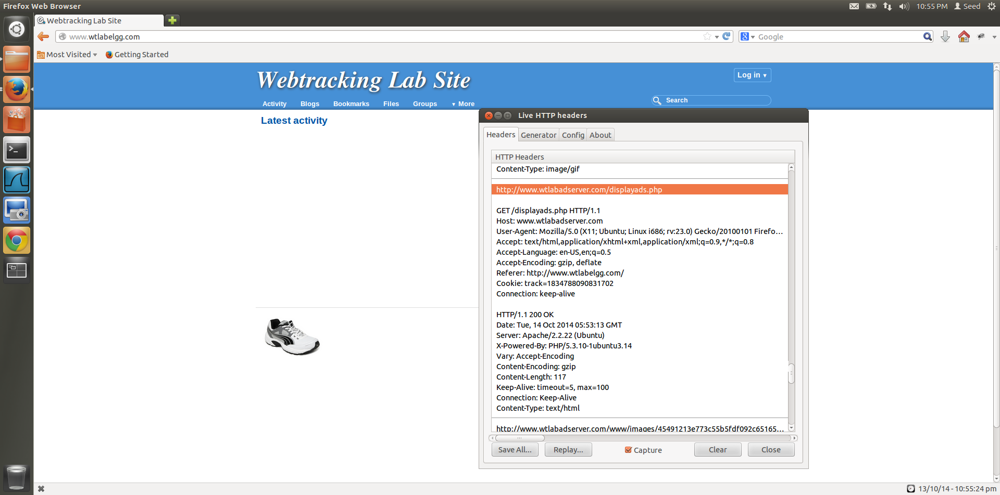 Firefox Web Browser
10:55 PM Seed
Webtracking Lab Site
www.wtlabelgg.com
Google
Most Visited Getting Started
Webtracking Lab Site
Log in ▾
Activity Blogs Bookmarks Files Groups ▾ More
Search
Latest activity
Live HTTP headers
Headers Generator Config About
HTTP Headers
Content-Type: image/gif
http://www.wtlabadserver.com/displayads.php
GET /displayads.php HTTP/1.1
Host: www.wtlabadserver.com
User-Agent: Mozilla/5.0 (X11; Ubuntu; Linux i686; rv:23.0) Gecko/20100101 Firefo...
Accept: text/html,application/xhtml+xml,application/xml;q=0.9,*/*;q=0.8
Accept-Language: en-US,en;q=0.5
Accept-Encoding: gzip, deflate
Referer: http://www.wtlabelgg.com/
Cookie: track=1834788090831702
Connection: keep-alive
HTTP/1.1 200 OK
Date: Tue, 14 Oct 2014 05:53:13 GMT
Server: Apache/2.2.22 (Ubuntu)
X-Powered-By: PHP/5.3.10-1ubuntu3.14
Vary: Accept-Encoding
Content-Encoding: gzip
Content-Length: 117
Keep-Alive: timeout=5, max=100
Connection: Keep-Alive
Content-Type: text/html
http://www.wtlabadserver.com/www/images/45491213e773c55b5fdf092c65165...
Save All... Replay... Capture Clear Close
13/10/14 - 10:55:24 pm